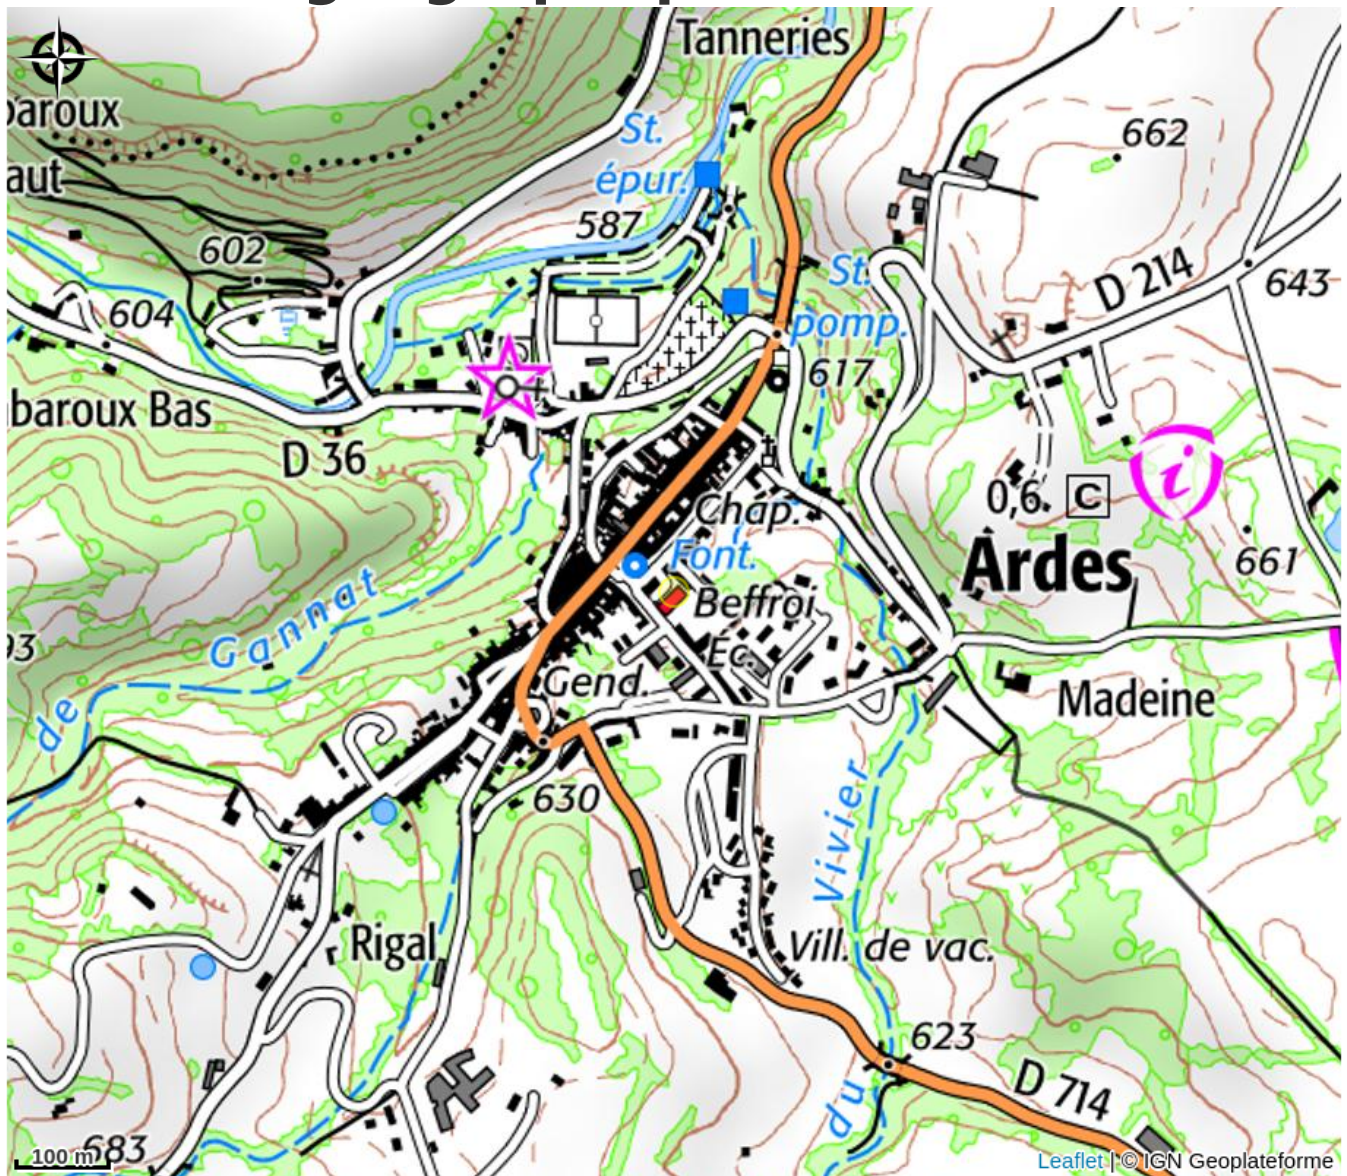 Tanneries
baroux
aut
St.
épur.
662
587
602
St.
pomp.
D 214
643
604
617
baroux Bas
D 36
Chap.
0,6 C
i
Font.
Ardes
661
Beffroi
Gannat
Éc.
Gend.
de
Madeine
630
Vivier
Rigal
Vill. de vac.
623
du
D 714
683
100 m
Leaflet | © IGN Geoplateforme